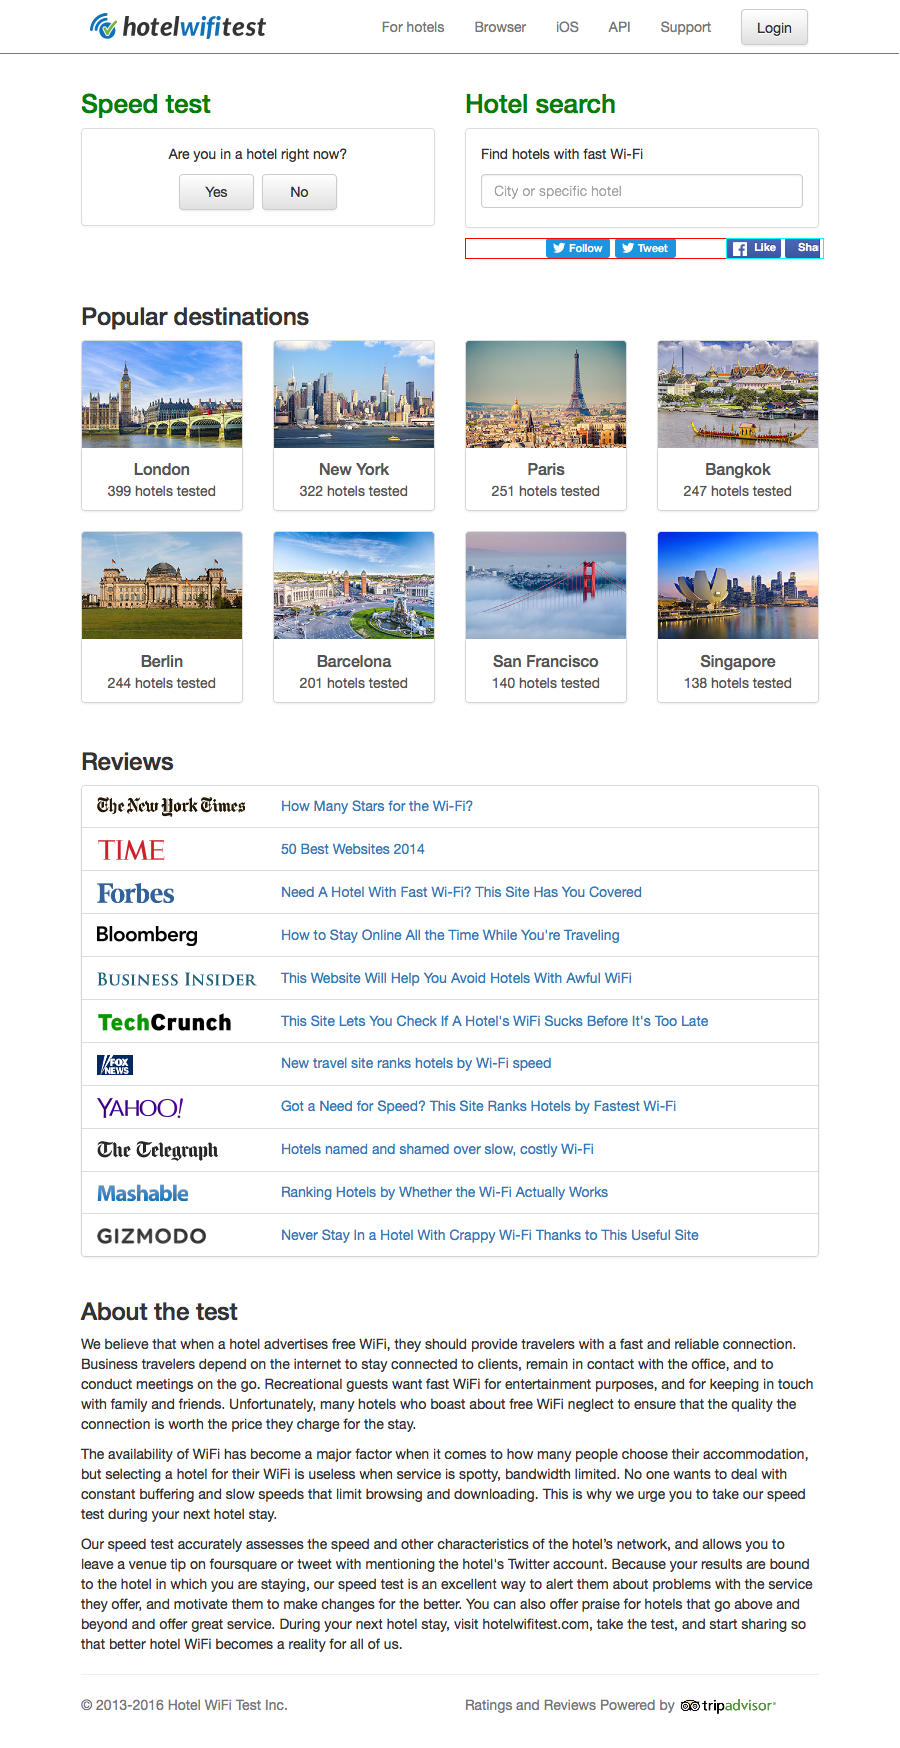 hotelwifitest
For hotels
Browser
iOS
API
Support
Login
Speed test
Are you in a hotel right now?
Yes
No
Hotel search
Find hotels with fast Wi-Fi
City or specific hotel
Follow
Tweet
Like
Sha
Popular destinations
London
399 hotels tested
New York
322 hotels tested
Paris
251 hotels tested
Bangkok
247 hotels tested
Berlin
244 hotels tested
Barcelona
201 hotels tested
San Francisco
140 hotels tested
Singapore
138 hotels tested
Reviews
The New York Times How Many Stars for the Wi-Fi?
TIME 50 Best Websites 2014
Forbes Need A Hotel With Fast Wi-Fi? This Site Has You Covered
Bloomberg How to Stay Online All the Time While You're Traveling
BUSINESS INSIDER This Website Will Help You Avoid Hotels With Awful WiFi
TechCrunch This Site Lets You Check If A Hotel's WiFi Sucks Before It's Too Late
FOX NEWS New travel site ranks hotels by Wi-Fi speed
YAHOO! Got a Need for Speed? This Site Ranks Hotels by Fastest Wi-Fi
The Telegraph Hotels named and shamed over slow, costly Wi-Fi
Mashable Ranking Hotels by Whether the Wi-Fi Actually Works
GIZMODO Never Stay In a Hotel With Crappy Wi-Fi Thanks to This Useful Site
About the test
We believe that when a hotel advertises free WiFi, they should provide travelers with a fast and reliable connection.
Business travelers depend on the internet to stay connected to clients, remain in contact with the office, and to
conduct meetings on the go. Recreational guests want fast WiFi for entertainment purposes, and for keeping in touch
with family and friends. Unfortunately, many hotels who boast about free WiFi neglect to ensure that the quality the
connection is worth the price they charge for the stay.
The availability of WiFi has become a major factor when it comes to how many people choose their accommodation,
but selecting a hotel for their WiFi is useless when service is spotty, bandwidth limited. No one wants to deal with
constant buffering and slow speeds that limit browsing and downloading. This is why we urge you to take our speed
test during your next hotel stay.
Our speed test accurately assesses the speed and other characteristics of the hotel’s network, and allows you to
leave a venue tip on foursquare or tweet with mentioning the hotel's Twitter account. Because your results are bound
to the hotel in which you are staying, our speed test is an excellent way to alert them about problems with the service
they offer, and motivate them to make changes for the better. You can also offer praise for hotels that go above and
beyond and offer great service. During your next hotel stay, visit hotelwifitest.com, take the test, and start sharing so
that better hotel WiFi becomes a reality for all of us.
© 2013-2016 Hotel WiFi Test Inc.
Ratings and Reviews Powered by tripadvisor